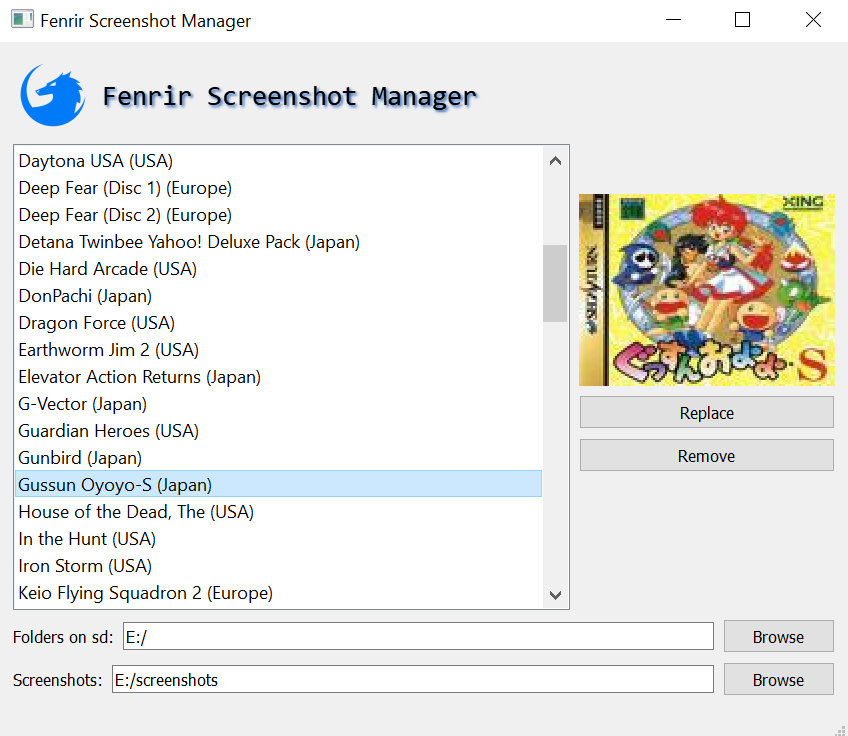 Fenrir Screenshot Manager
Fenrir Screenshot Manager
Daytona USA (USA)
Deep Fear (Disc 1) (Europe)
Deep Fear (Disc 2) (Europe)
Detana Twinbee Yahoo! Deluxe Pack (Japan)
Die Hard Arcade (USA)
DonPachi (Japan)
Dragon Force (USA)
Earthworm Jim 2 (USA)
Elevator Action Returns (Japan)
G-Vector (Japan)
Guardian Heroes (USA)
Gunbird (Japan)
Gussun Oyoyo-S (Japan)
House of the Dead, The (USA)
In the Hunt (USA)
Iron Storm (USA)
Keio Flying Squadron 2 (Europe)
XING
SEGA SATURN
ぐっすんおよよ・S
Replace
Remove
Folders on sd: E:/ Browse
Screenshots: E:/screenshots Browse